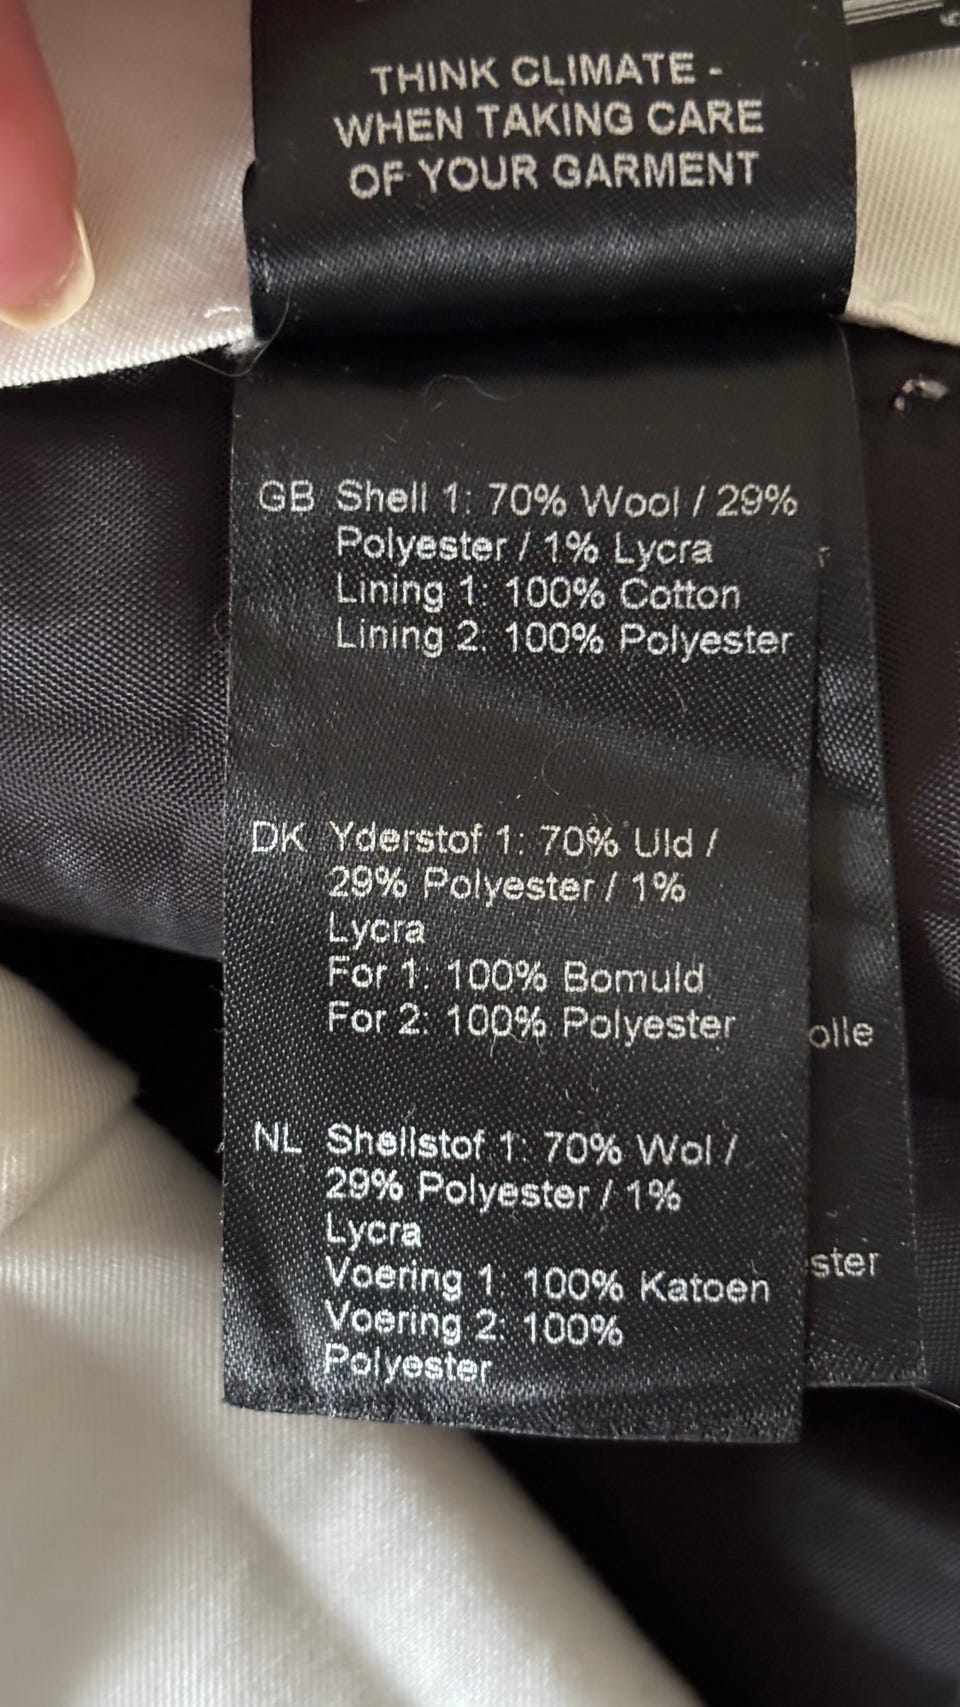 THINK CLIMATE -
WHEN TAKING CARE
OF YOUR GARMENT
GB Shell 1: 70% Wool / 29%
Polyester / 1% Lycra
Lining 1: 100% Cotton
Lining 2: 100% Polyester
DK Yderstof 1: 70% Uld /
29% Polyester / 1%
Lycra
For 1: 100% Bomuld
For 2: 100% Polyester
NL Shellstof 1: 70% Wol /
29% Polyester / 1%
Lycra
Voering 1: 100% Katoen
Voering 2: 100%
Polyester
olle
ster